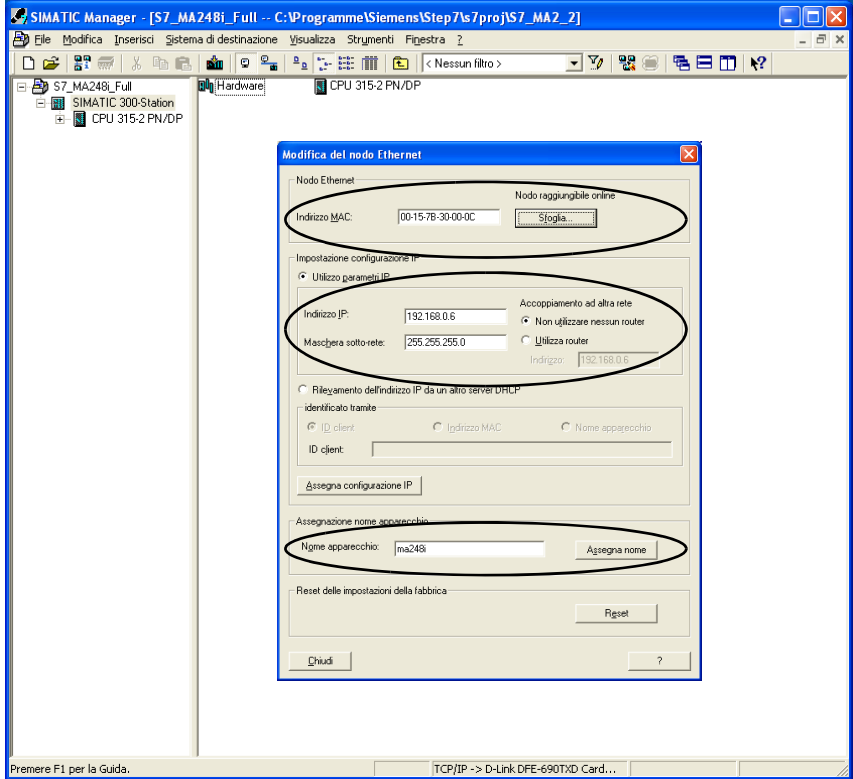 SIMATIC Manager - [S7_MA248i_Full -- C:\Programme\Siemens\Step7\s7proj\S7_MA2_2]
File Modifica Inserisci Sistema di destinazione Visualizza Strumenti Finestra ?
< Nessun filtro >
S7_MA248i_Full
SIMATIC 300-Station
CPU 315-2 PN/DP
Hardware
CPU 315-2 PN/DP
Modifica del nodo Ethernet
Nodo Ethernet
Nodo raggiungibile online
Indirizzo MAC:
00-15-7B-30-00-0C
Sfoglia...
Impostazione configurazione IP
Utilizzo parametri IP
Accoppiamento ad altra rete
Indirizzo IP:
192.168.0.6
Non utilizzare nessun router
Maschera sotto-rete:
255.255.255.0
Utilizza router
Indirizzo:
192.168.0.6
Rilevamento dell'indirizzo IP da un altro server DHCP
identificato tramite
ID client
Indirizzo MAC
Nome apparecchio
ID client:
Assegna configurazione IP
Assegnazione nome apparecchio
Nome apparecchio:
ma248i
Assegna nome
Reset delle impostazioni della fabbrica
Reset
Chiudi
?
Premere F1 per la Guida.
TCP/IP -> D-Link DFE-690TXD Card...